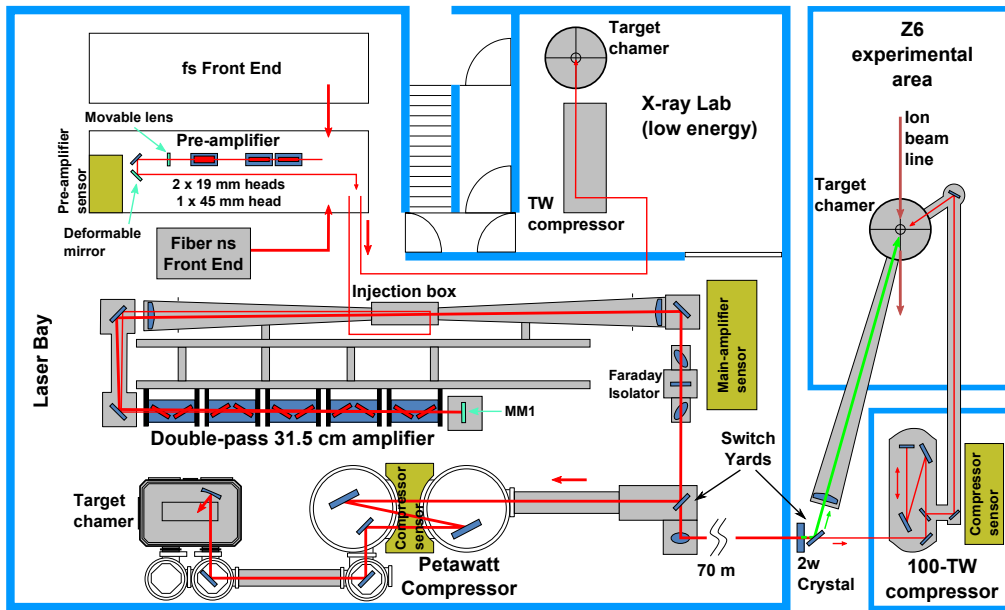 fs Front End
Movable lens
Pre-amplifier
Pre-amplifier
sensor
2 x 19 mm heads
1 x 45 mm head
Deformable
mirror
Fiber ns
Front End
Target
chamer
X-ray Lab
(low energy)
TW
compressor
Z6
experimental
area
Ion
beam
line
Target
chamer
Laser Bay
Injection box
Main-amplifier
sensor
Faraday
Isolator
MM1
Double-pass 31.5 cm amplifier
Switch
Yards
Target
chamer
Compressor
sensor
Petawatt
Compressor
70 m
2w
Crystal
Compressor
sensor
100-TW
compressor